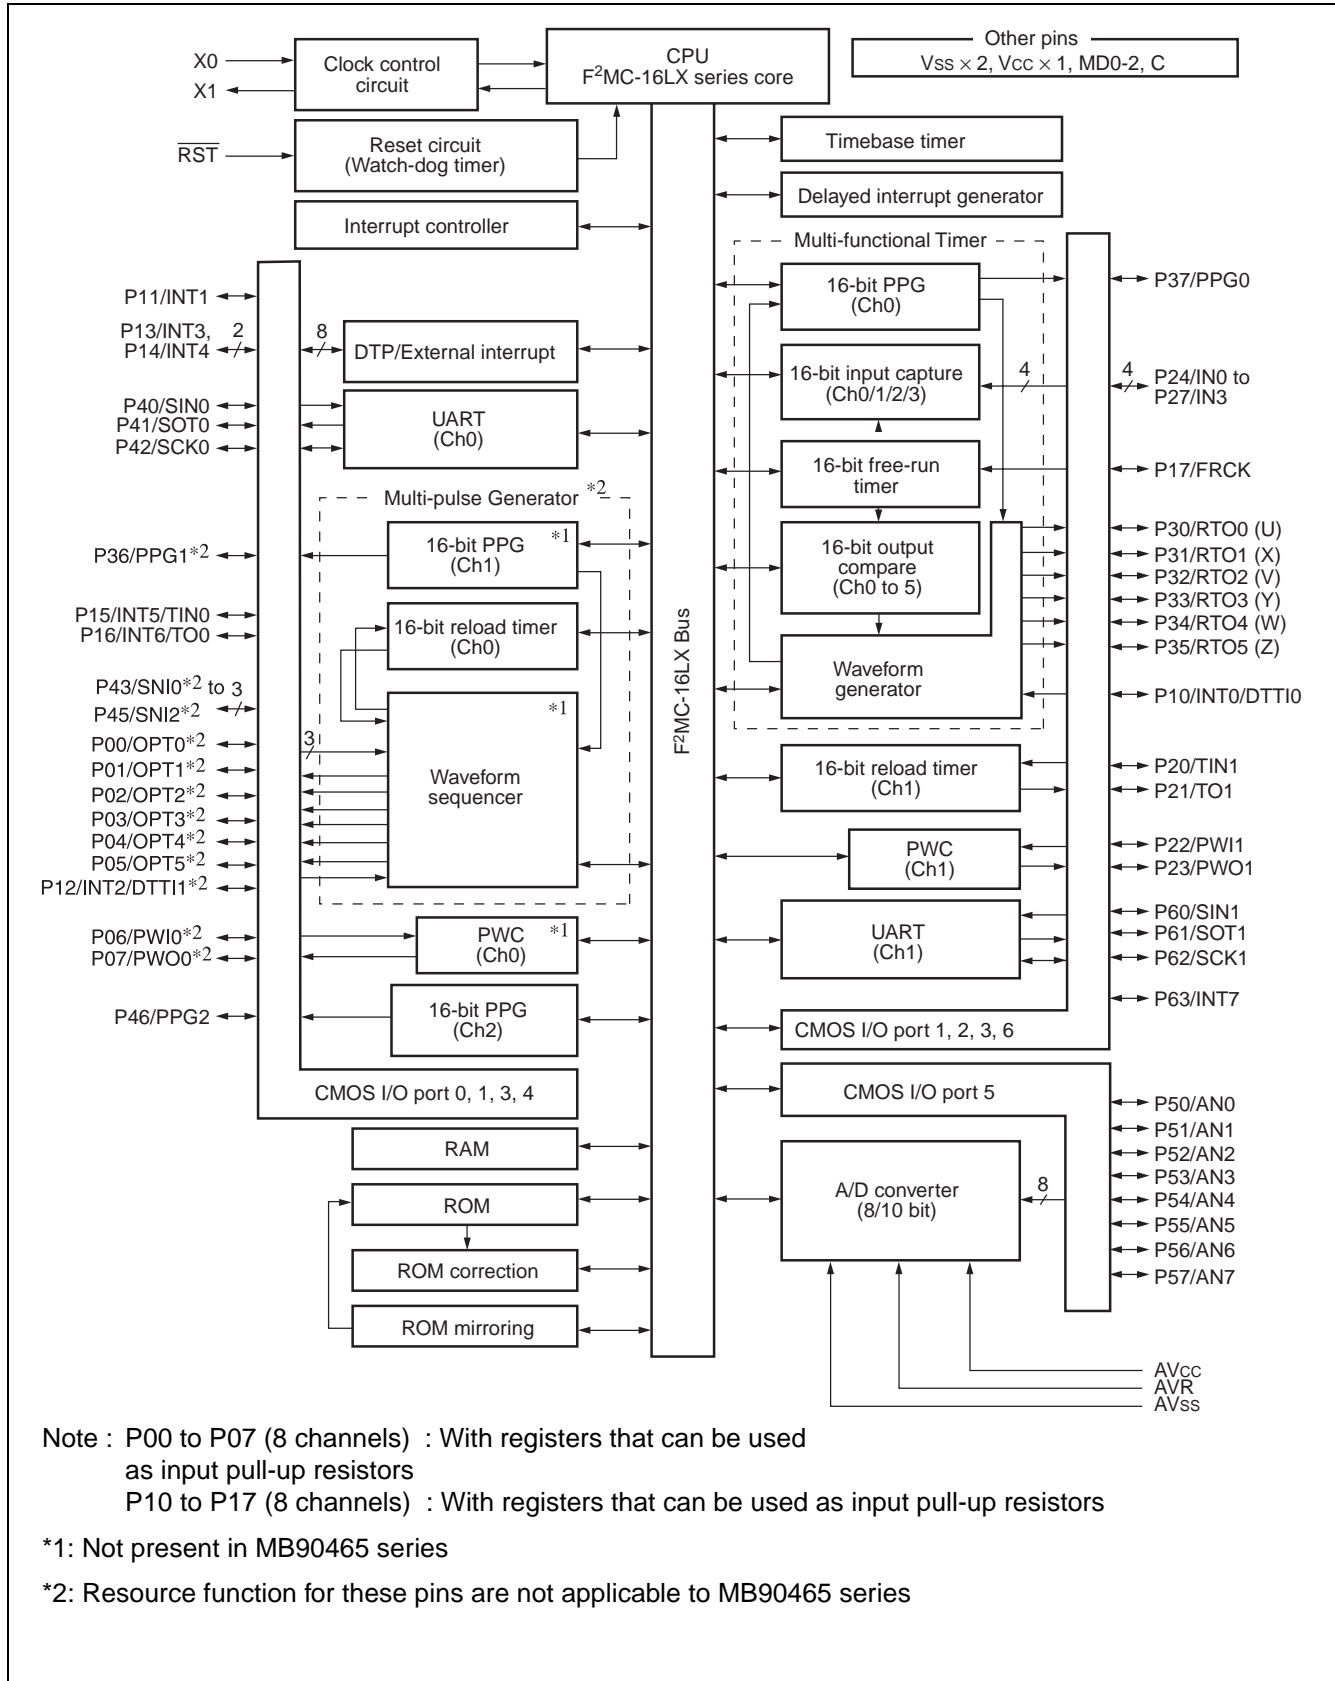 X0
X1
Clock control
circuit
CPU
F²MC-16LX series core
Other pins
Vss × 2, Vcc × 1, MD0-2, C
RST
Reset circuit
(Watch-dog timer)
Interrupt controller
Timebase timer
Delayed interrupt generator
F²MC-16LX Bus
P11/INT1
P13/INT3,
P14/INT4
2
8
DTP/External interrupt
P40/SIN0
P41/SOT0
P42/SCK0
UART
(Ch0)
Multi-pulse Generator *2
P36/PPG1*2
16-bit PPG
(Ch1)
*1
P15/INT5/TIN0
P16/INT6/TO0
16-bit reload timer
(Ch0)
P43/SNI0*2 to
P45/SNI2*2
3
P00/OPT0*2
P01/OPT1*2
P02/OPT2*2
P03/OPT3*2
P04/OPT4*2
P05/OPT5*2
P12/INT2/DTTI1*2
3
*1
Waveform
sequencer
P06/PWI0*2
P07/PWO0*2
PWC
(Ch0)
*1
P46/PPG2
16-bit PPG
(Ch2)
CMOS I/O port 0, 1, 3, 4
RAM
ROM
ROM correction
ROM mirroring
Multi-functional Timer
16-bit PPG
(Ch0)
P37/PPG0
16-bit input capture
(Ch0/1/2/3)
4
4
P24/IN0 to
P27/IN3
16-bit free-run
timer
P17/FRCK
16-bit output
compare
(Ch0 to 5)
P30/RTO0 (U)
P31/RTO1 (X)
P32/RTO2 (V)
P33/RTO3 (Y)
P34/RTO4 (W)
P35/RTO5 (Z)
Waveform
generator
P10/INT0/DTTI0
16-bit reload timer
(Ch1)
P20/TIN1
P21/TO1
PWC
(Ch1)
P22/PWI1
P23/PWO1
UART
(Ch1)
P60/SIN1
P61/SOT1
P62/SCK1
P63/INT7
CMOS I/O port 1, 2, 3, 6
CMOS I/O port 5
P50/AN0
P51/AN1
P52/AN2
P53/AN3
P54/AN4
P55/AN5
P56/AN6
P57/AN7
A/D converter
(8/10 bit)
8
AVcc
AVR
AVss
Note : P00 to P07 (8 channels) : With registers that can be used
as input pull-up resistors
P10 to P17 (8 channels) : With registers that can be used as input pull-up resistors
*1: Not present in MB90465 series
*2: Resource function for these pins are not applicable to MB90465 series